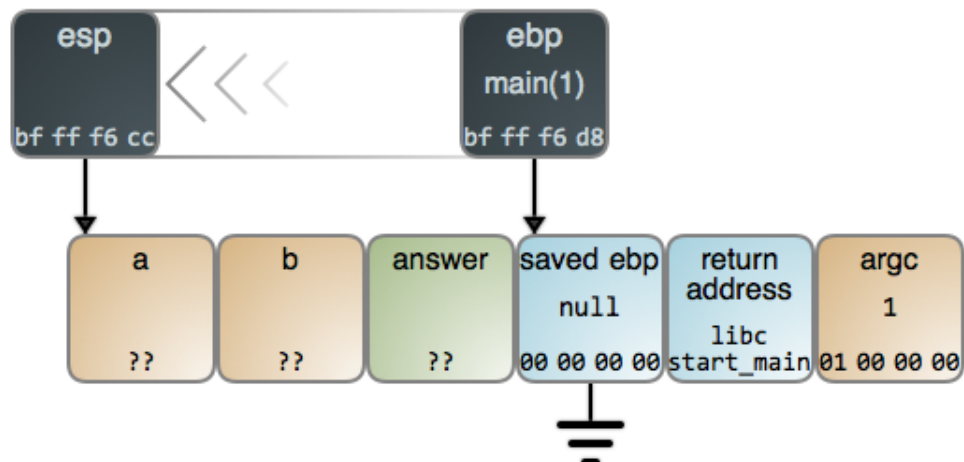 esp
bf ff f6 cc
ebp
main(1)
bf ff f6 d8
a
??
b
??
answer
??
saved ebp
null
00 00 00 00
return
address
libc
start_main
argc
1
01 00 00 00